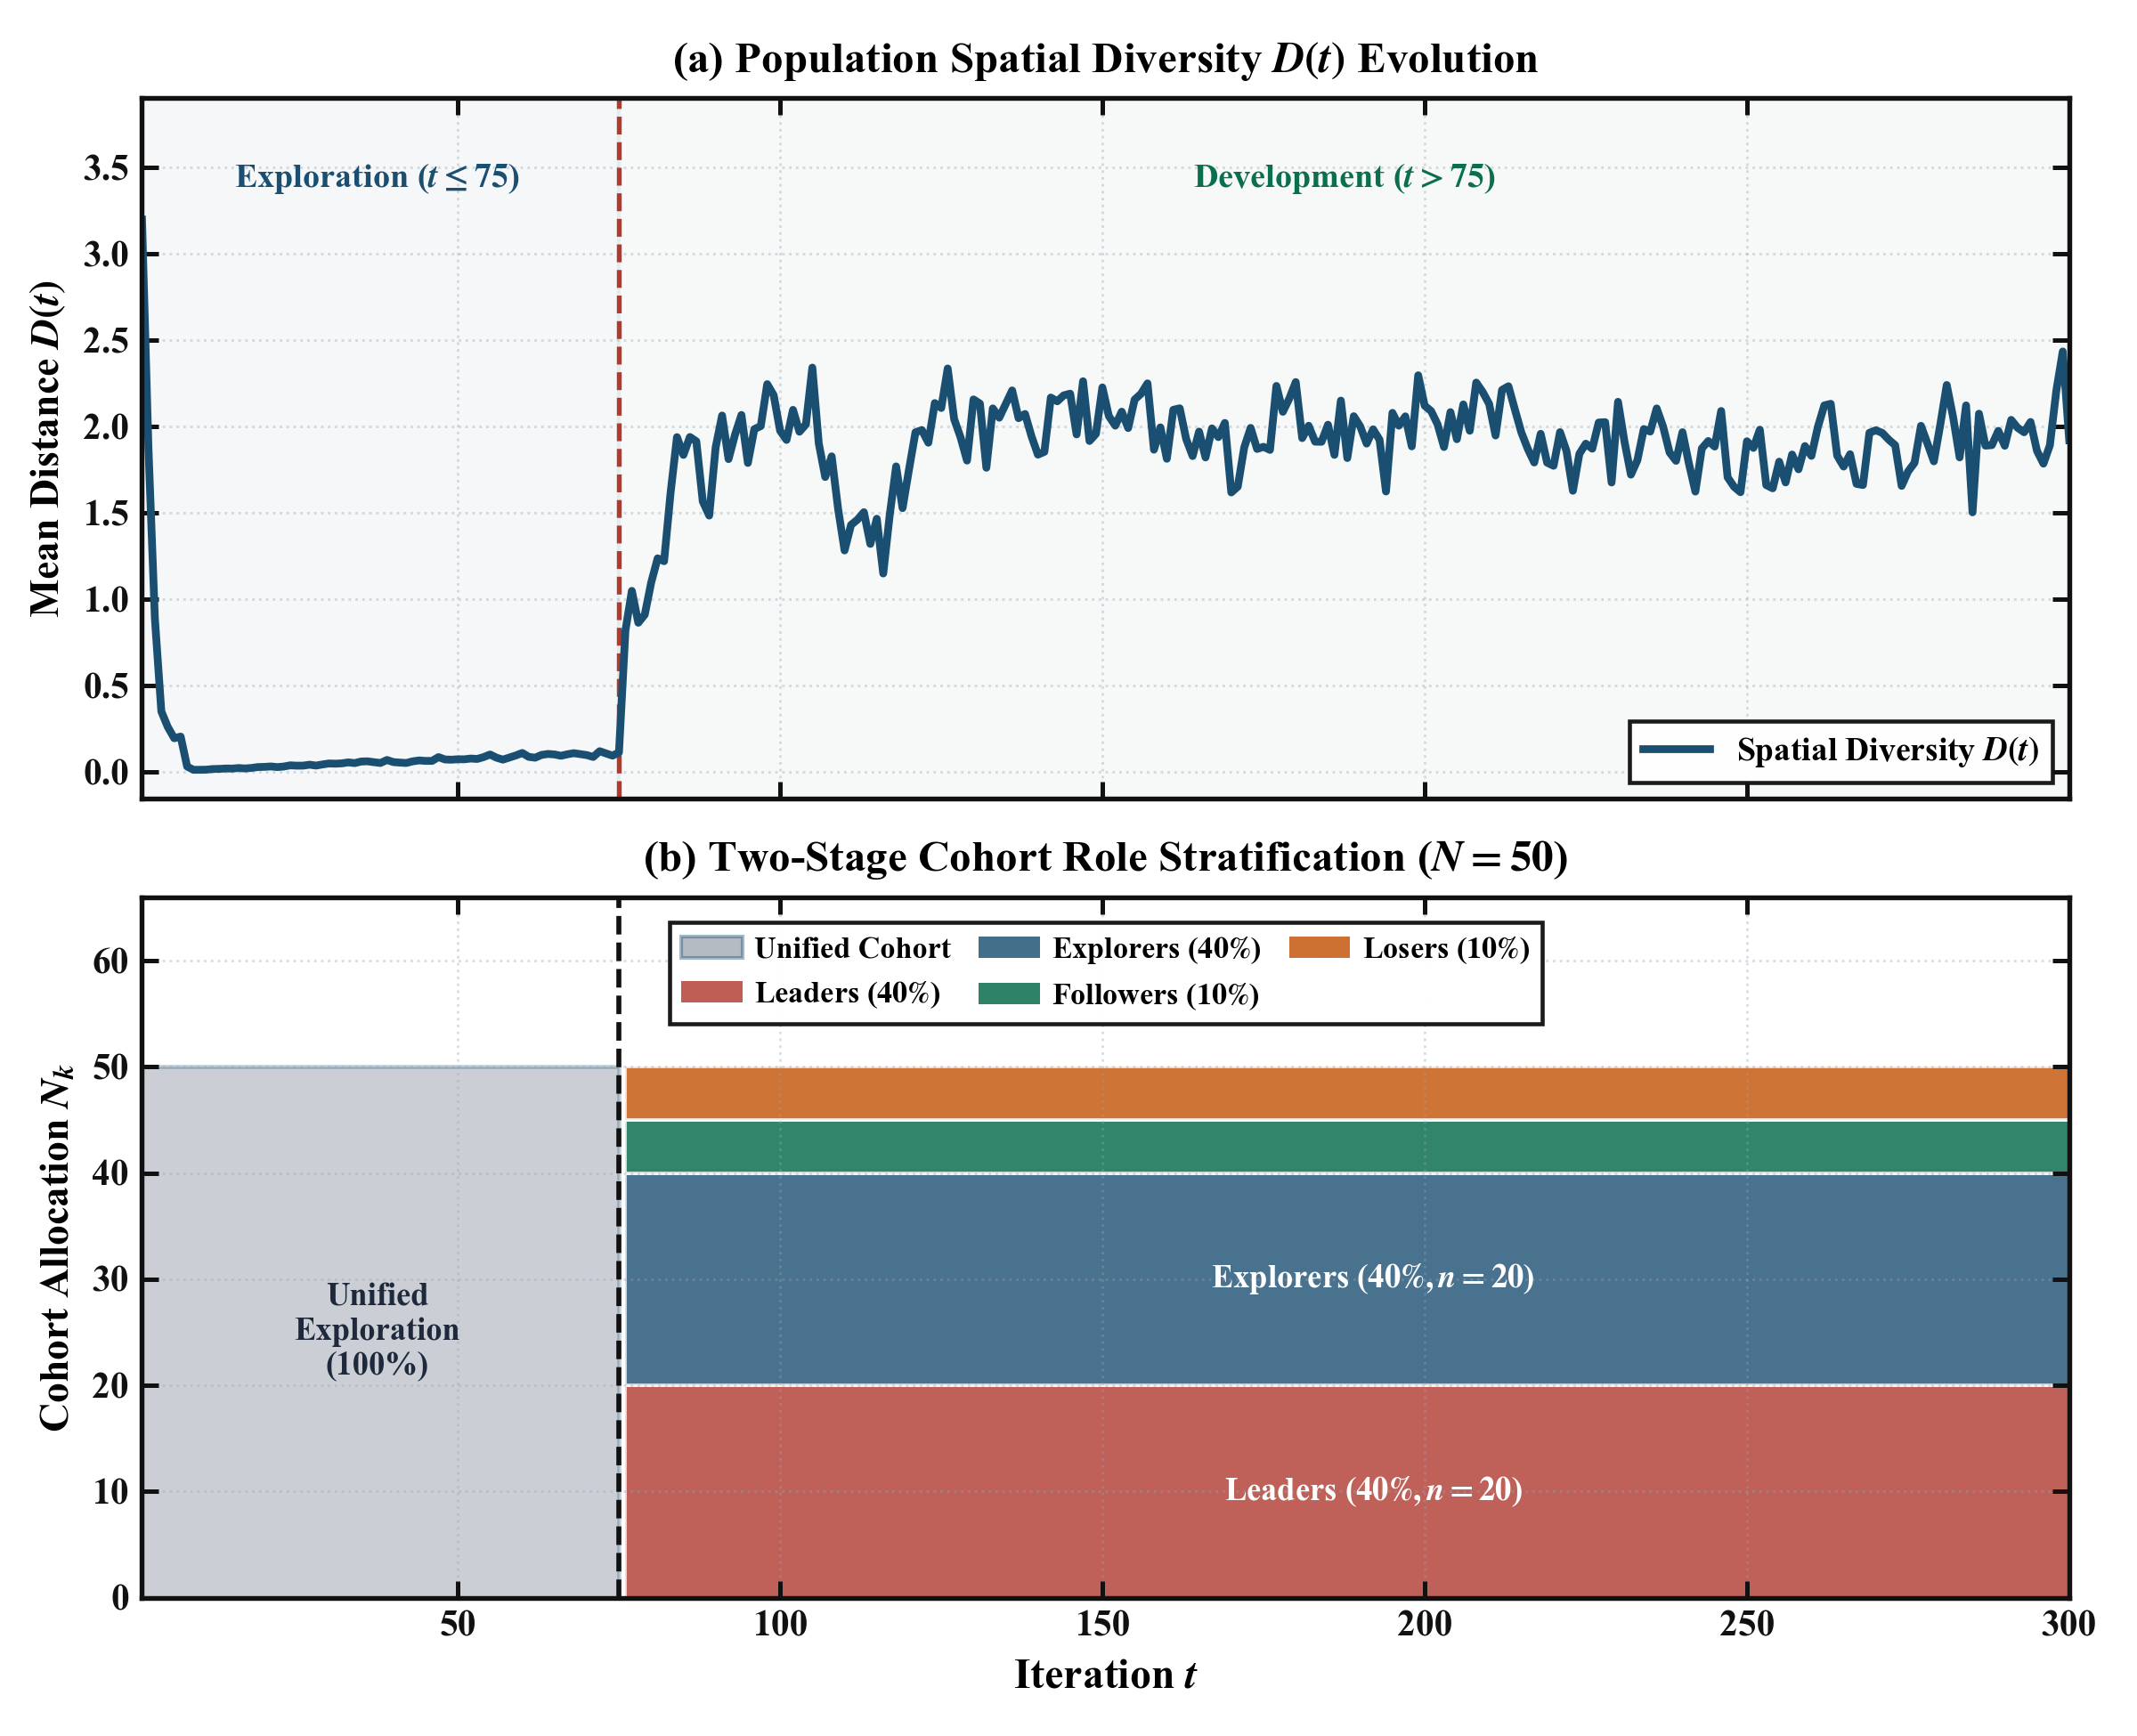 (a) Population Spatial Diversity D(t) Evolution
Mean Distance D(t)
3.5
3.0
2.5
2.0
1.5
1.0
0.5
0.0
Exploration (t ≤ 75)
Development (t > 75)
Spatial Diversity D(t)
(b) Two-Stage Cohort Role Stratification (N = 50)
Cohort Allocation Nₖ
60
50
40
30
20
10
0
Unified Cohort
Explorers (40%)
Losers (10%)
Leaders (40%)
Followers (10%)
Unified
Exploration
(100%)
Explorers (40%, n = 20)
Leaders (40%, n = 20)
50
100
150
200
250
300
Iteration t